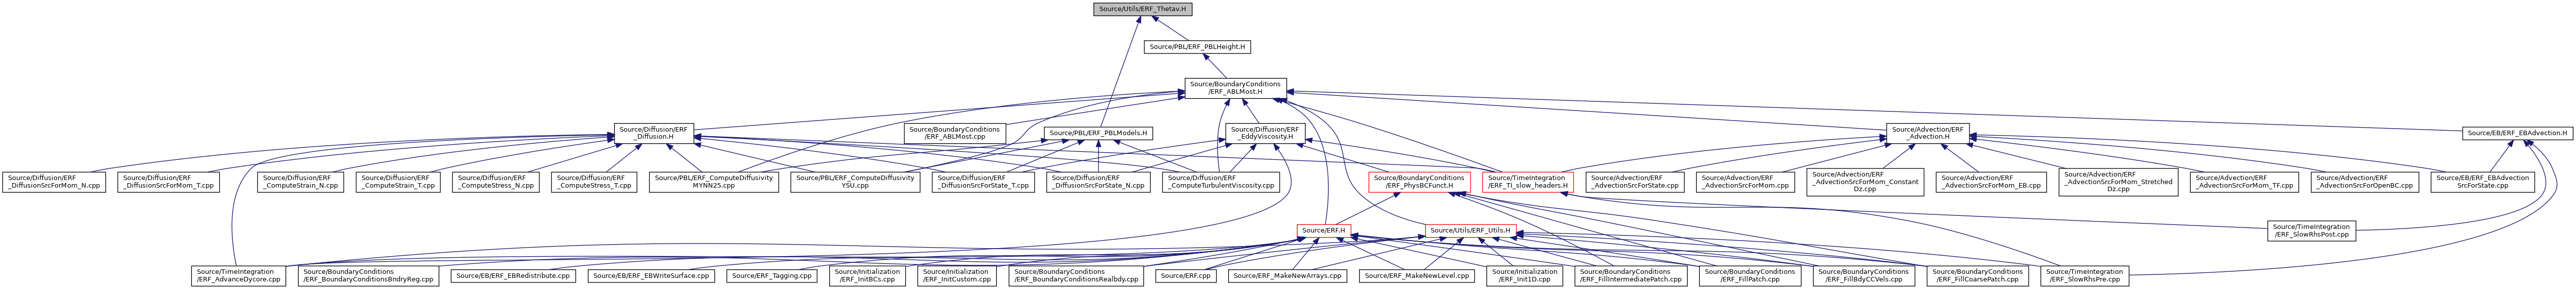 Source/Utils/ERF_Thetav.H
Source/PBL/ERF_PBLHeight.H
Source/BoundaryConditions
/ERF_ABLMost.H
Source/Diffusion/ERF
_Diffusion.H
Source/BoundaryConditions
/ERF_ABLMost.cpp
Source/PBL/ERF_PBLModels.H
Source/Diffusion/ERF
_EddyViscosity.H
Source/Advection/ERF
_Advection.H
Source/EB/ERF_EBAdvection.H
Source/Diffusion/ERF
_DiffusionSrcForMom_N.cpp
Source/Diffusion/ERF
_DiffusionSrcForMom_T.cpp
Source/Diffusion/ERF
_ComputeStrain_N.cpp
Source/Diffusion/ERF
_ComputeStrain_T.cpp
Source/Diffusion/ERF
_ComputeStress_N.cpp
Source/Diffusion/ERF
_ComputeStress_T.cpp
Source/PBL/ERF_ComputeDiffusivity
MYNN25.cpp
Source/PBL/ERF_ComputeDiffusivity
YSU.cpp
Source/Diffusion/ERF
_DiffusionSrcForState_T.cpp
Source/Diffusion/ERF
_DiffusionSrcForState_N.cpp
Source/Diffusion/ERF
_ComputeTurbulentViscosity.cpp
Source/BoundaryConditions
/ERF_PhysBCFunct.H
Source/TimeIntegration
/ERF_TI_slow_headers.H
Source/Advection/ERF
_AdvectionSrcForState.cpp
Source/Advection/ERF
_AdvectionSrcForMom.cpp
Source/Advection/ERF
_AdvectionSrcForMom_Constant
Dz.cpp
Source/Advection/ERF
_AdvectionSrcForMom_EB.cpp
Source/Advection/ERF
_AdvectionSrcForMom_Stretched
Dz.cpp
Source/Advection/ERF
_AdvectionSrcForMom_TF.cpp
Source/Advection/ERF
_AdvectionSrcForOpenBC.cpp
Source/EB/ERF_EBAdvection
SrcForState.cpp
Source/ERF.H
Source/Utils/ERF_Utils.H
Source/TimeIntegration
/ERF_SlowRhsPost.cpp
Source/TimeIntegration
/ERF_AdvanceDycore.cpp
Source/BoundaryConditions
/ERF_BoundaryConditionsBndryReg.cpp
Source/EB/ERF_EBRedistribute.cpp
Source/EB/ERF_EBWriteSurface.cpp
Source/ERF_Tagging.cpp
Source/Initialization
/ERF_InitBCs.cpp
Source/Initialization
/ERF_InitCustom.cpp
Source/BoundaryConditions
/ERF_BoundaryConditionsRealbdy.cpp
Source/ERF.cpp
Source/ERF_MakeNewArrays.cpp
Source/ERF_MakeNewLevel.cpp
Source/Initialization
/ERF_Init1D.cpp
Source/BoundaryConditions
/ERF_FillIntermediatePatch.cpp
Source/BoundaryConditions
/ERF_FillPatch.cpp
Source/BoundaryConditions
/ERF_FillBdyCCVels.cpp
Source/BoundaryConditions
/ERF_FillCoarsePatch.cpp
Source/TimeIntegration
/ERF_SlowRhsPre.cpp